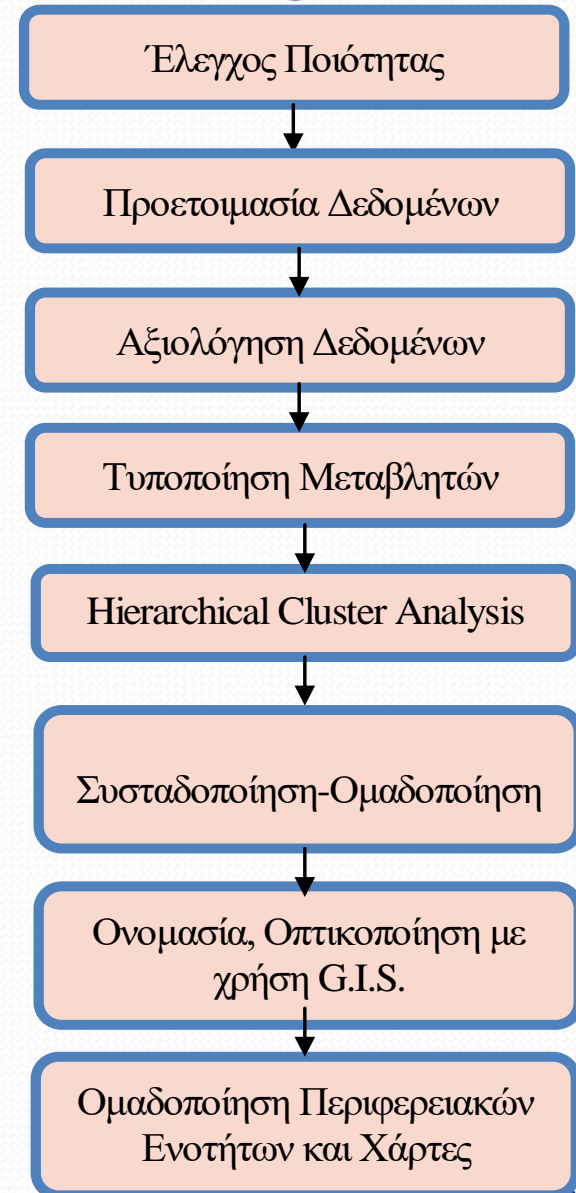 Έλεγχος Ποιότητας
Προετοιμασία Δεδομένων
Αξιολόγηση Δεδομένων
Τυποποίηση Μεταβλητών
Hierarchical Cluster Analysis
Συσταδοποίηση-Ομαδοποίηση
Ονομασία, Οπτικοποίηση με
χρήση G.I.S.
Ομαδοποίηση Περιφερειακών
Ενοτήτων και Χάρτες